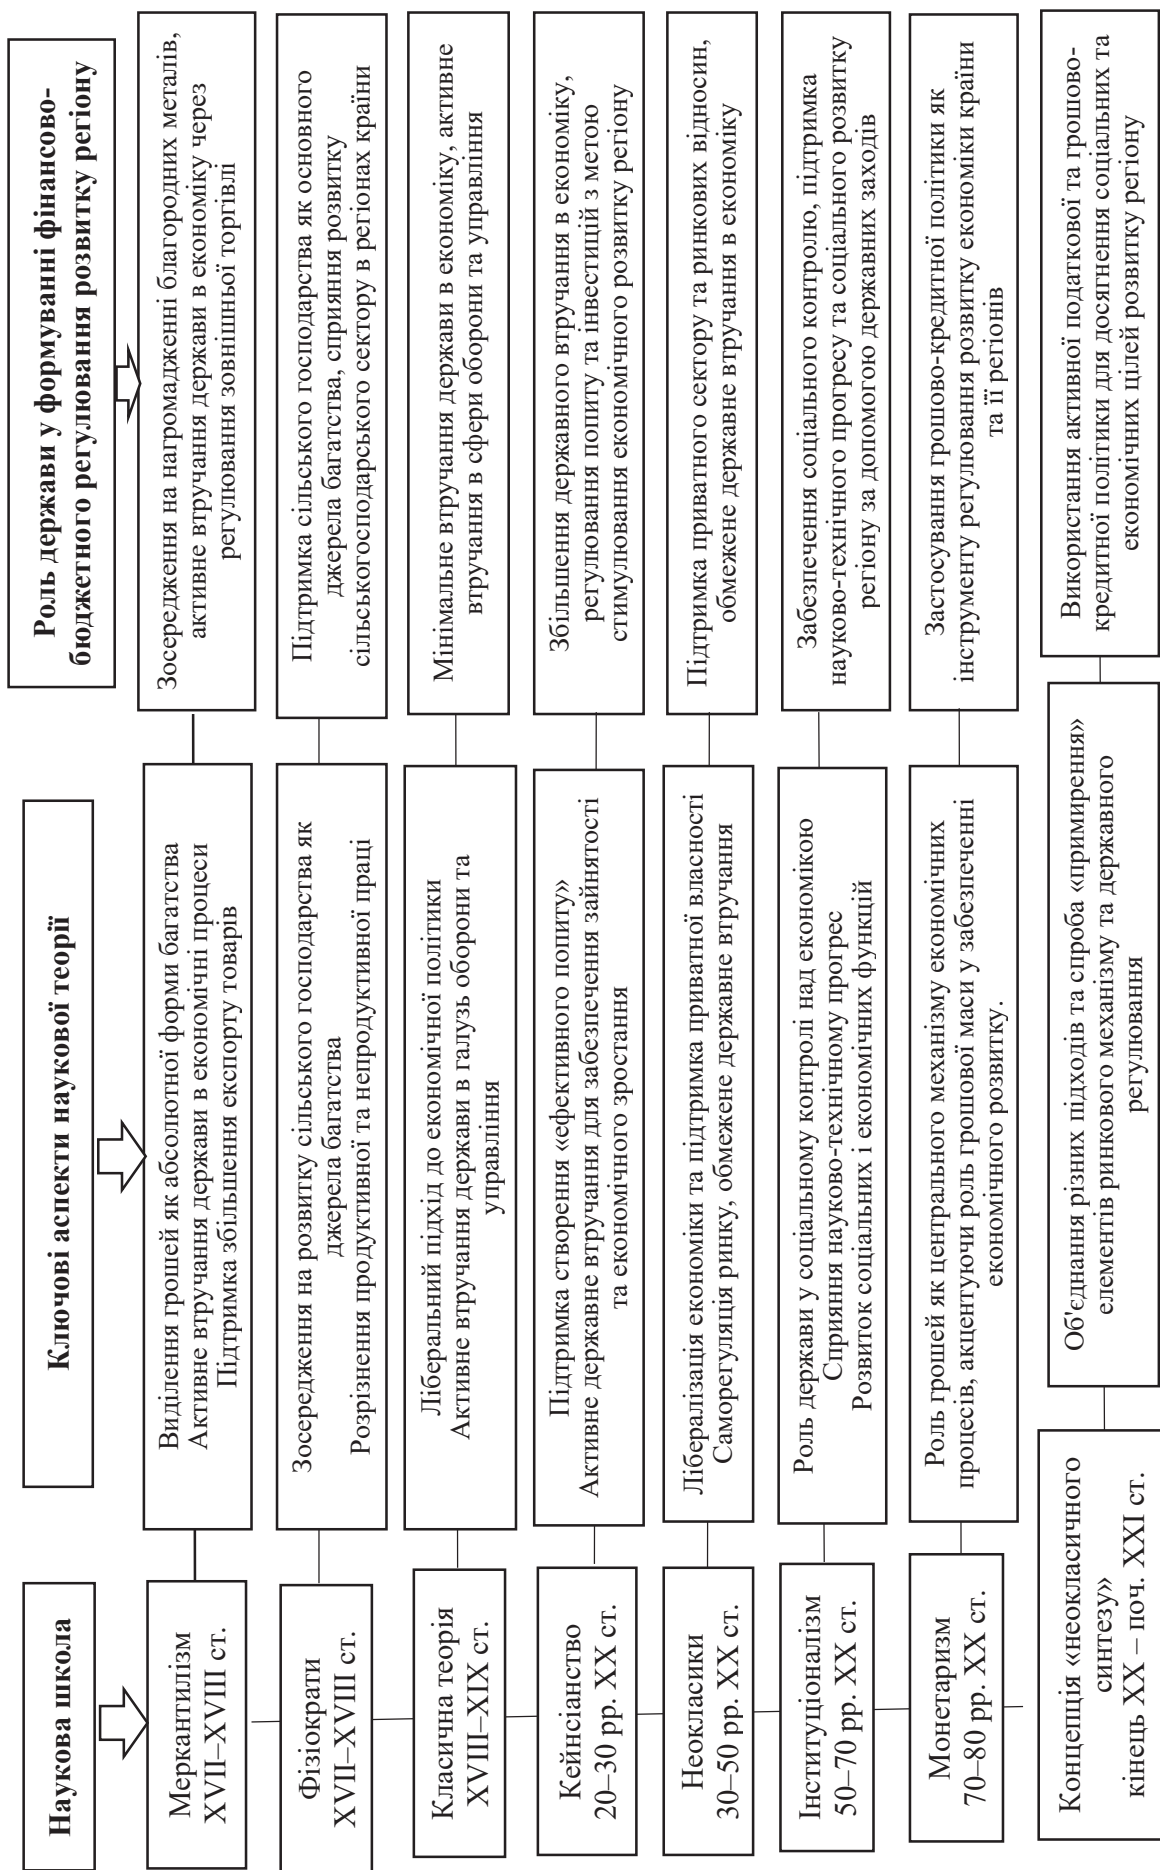 Наукова школа
Ключові аспекти наукової теорії
Роль держави у формуванні фінансово-
бюджетного регулювання розвитку регіону
Меркантилізм
XVII–XVIII ст.
Виділення грошей як абсолютної форми багатства
Активне втручання держави в економічні процеси
Підтримка збільшення експорту товарів
Зосередження на нагромадженні благородних металів,
активне втручання держави в економіку через
регулювання зовнішньої торгівлі
Фізіократи
XVII–XVIII ст.
Зосередження на розвитку сільського господарства як
джерела багатства
Розрізнення продуктивної та непродуктивної праці
Підтримка сільського господарства як основного
джерела багатства, сприяння розвитку
сільськогосподарського сектору в регіонах країни
Класична теорія
XVIII–XIX ст.
Ліберальний підхід до економічної політики
Активне втручання держави в галузь оборони та
управління
Мінімальне втручання держави в економіку, активне
втручання в сфери оборони та управління
Кейнсіанство
20–30 рр. XX ст.
Підтримка створення «ефективного попиту»
Активне державне втручання для забезпечення зайнятості
та економічного зростання
Збільшення державного втручання в економіку,
регулювання попиту та інвестицій з метою
стимулювання економічного розвитку регіону
Неокласики
30–50 рр. XX ст.
Лібералізація економіки та підтримка приватної власності
Саморегуляція ринку, обмежене державне втручання
Підтримка приватного сектору та ринкових відносин,
обмежене державне втручання в економіку
Інституціоналізм
50–70 рр. XX ст.
Роль держави у соціальному контролі над економікою
Сприяння науково-технічному прогрес
Розвиток соціальних і економічних функцій
Забезпечення соціального контролю, підтримка
науково-технічного прогресу та соціального розвитку
регіону за допомогою державних заходів
Монетаризм
70–80 рр. XX ст.
Роль грошей як центрального механізму економічних
процесів, акцентуючи роль грошової маси у забезпеченні
економічного розвитку.
Застосування грошово-кредитної політики як
інструменту регулювання розвитку економіки країни
та її регіонів
Концепція «неокласичного
синтезу»
кінець XX – поч. XXI ст.
Об'єднання різних підходів та спроба «примирення»
елементів ринкового механізму та державного
регулювання
Використання активної податкової та грошово-
кредитної політики для досягнення соціальних та
економічних цілей розвитку регіону